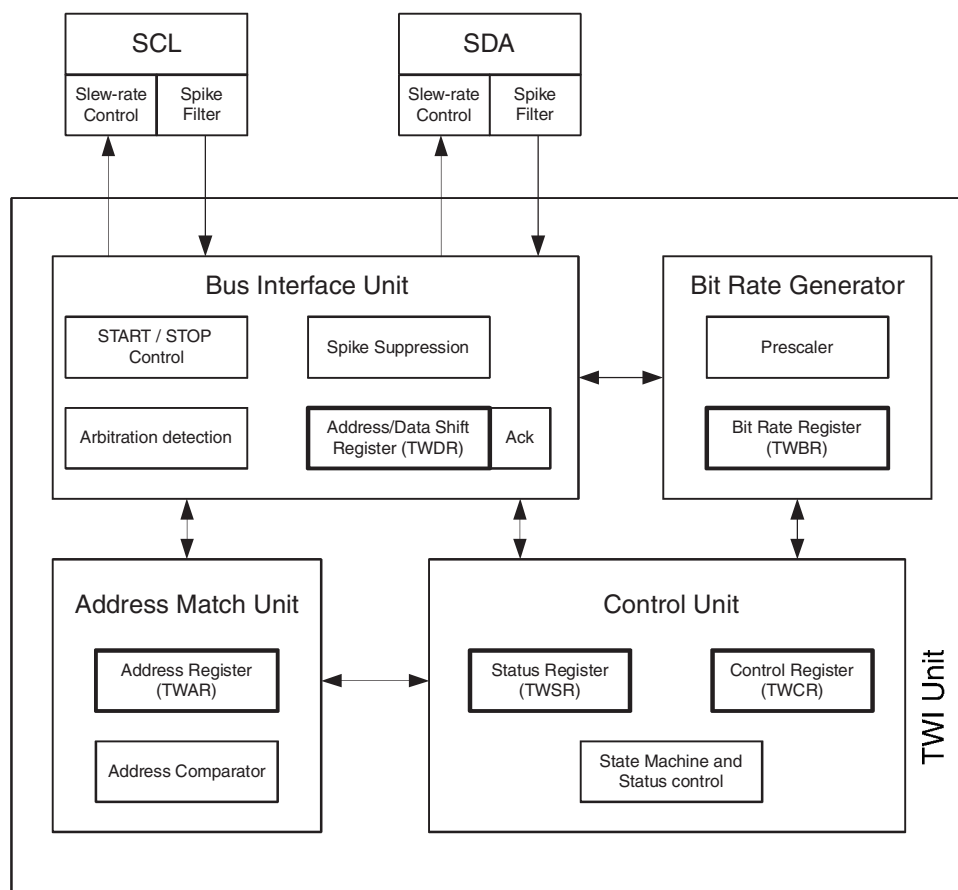 SCL
SDA
Slew-rate
Control
Spike
Filter
Slew-rate
Control
Spike
Filter
Bus Interface Unit
START / STOP
Control
Spike Suppression
Arbitration detection
Address/Data Shift
Register (TWDR)
Ack
Bit Rate Generator
Prescaler
Bit Rate Register
(TWBR)
Address Match Unit
Address Register
(TWAR)
Address Comparator
Control Unit
Status Register
(TWSR)
Control Register
(TWCR)
State Machine and
Status control
TWI Unit